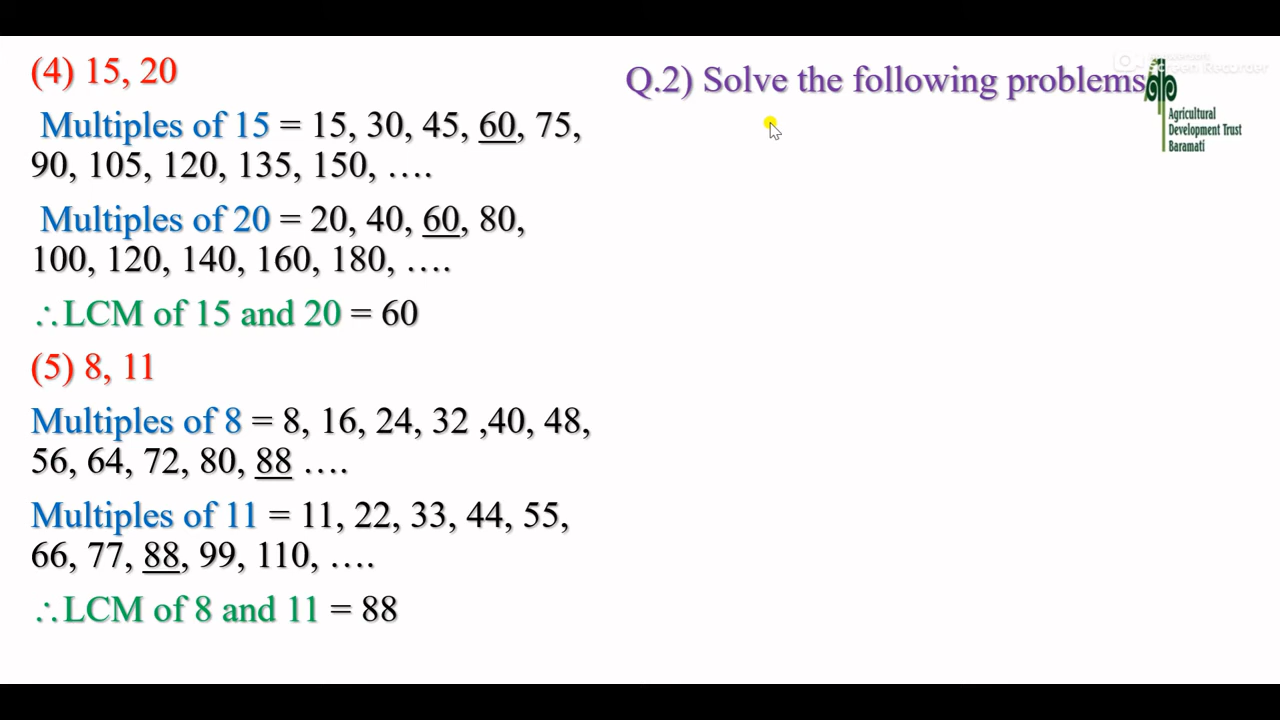 (4) 15, 20
Multiples of 15 = 15, 30, 45, 60, 75,
90, 105, 120, 135, 150, ….
Multiples of 20 = 20, 40, 60, 80,
100, 120, 140, 160, 180, ….
∴LCM of 15 and 20 = 60
(5) 8, 11
Multiples of 8 = 8, 16, 24, 32 ,40, 48,
56, 64, 72, 80, 88 ….
Multiples of 11 = 11, 22, 33, 44, 55,
66, 77, 88, 99, 110, ….
∴LCM of 8 and 11 = 88
Q.2) Solve the following problems
Screen Recorder
Agricultural
Development Trust
Baramati